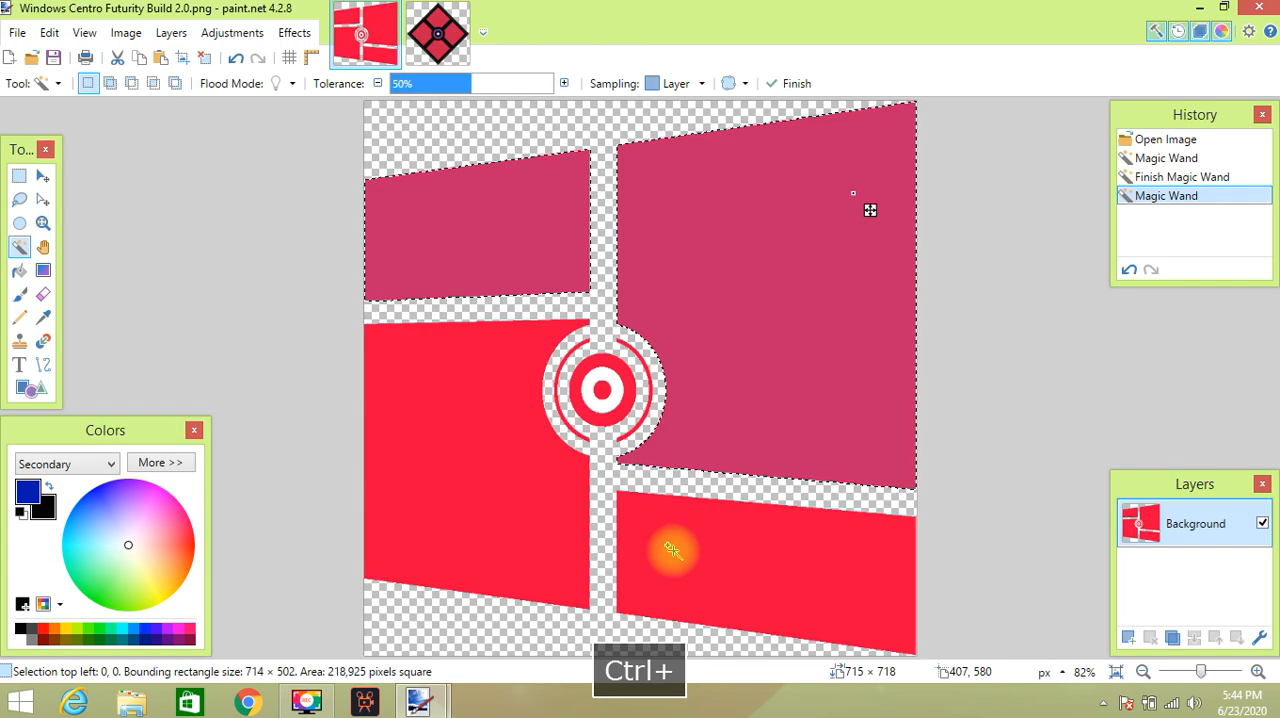 Windows Centro Futurity Build 2.0.png - paint.net 4.2.8
File Edit View Image Layers Adjustments Effects
Tool: Flood Mode: Tolerance: 50% Sampling: Layer Finish
To...
History
Open Image
Magic Wand
Finish Magic Wand
Magic Wand
Colors
Secondary More >>
Layers
Background
Ctrl+
Selection top left: 0, 0. Bounding rectangle size: 714 × 502. Area: 218,925 pixels square 715 × 718 407, 580 px 82%
REC
5:44 PM
6/23/2020